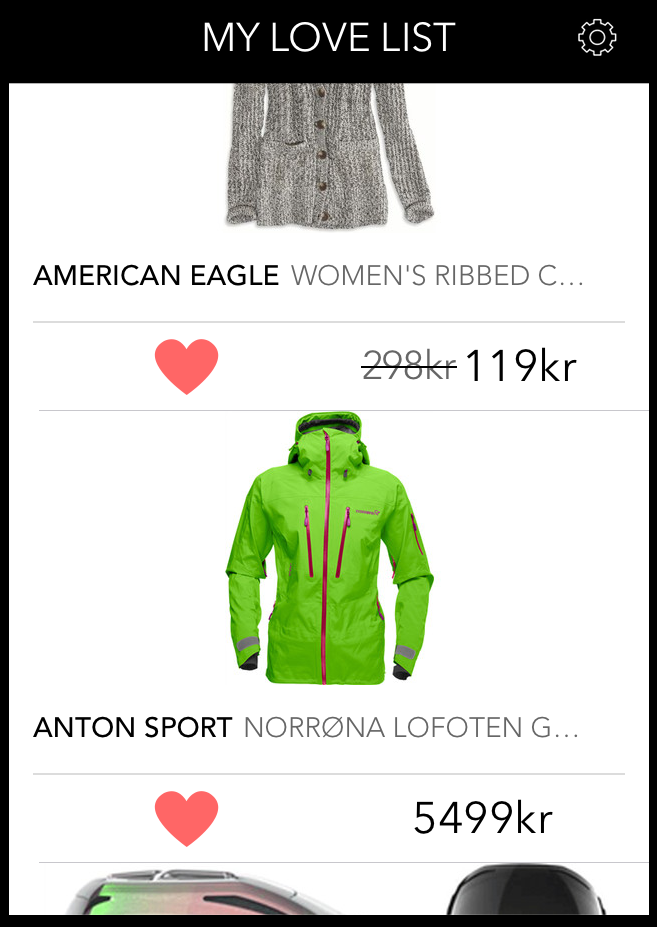 MY LOVE LIST
AMERICAN EAGLE WOMEN'S RIBBED C...
298kr 119kr
ANTON SPORT NORRØNA LOFOTEN G...
5499kr